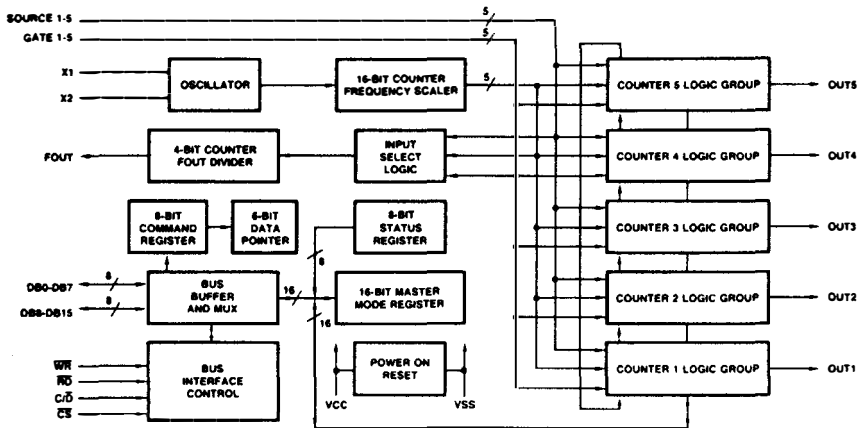 SOURCE 1-5
5
GATE 1-5
5
X1
X2
OSCILLATOR
16-BIT COUNTER
FREQUENCY SCALER
5
COUNTER 5 LOGIC GROUP
OUT5
FOUT
4-BIT COUNTER
FOUT DIVIDER
INPUT
SELECT
LOGIC
COUNTER 4 LOGIC GROUP
OUT4
8-BIT
COMMAND
REGISTER
6-BIT
DATA
POINTER
8-BIT
STATUS
REGISTER
COUNTER 3 LOGIC GROUP
OUT3
8
DB0-DB7
8
DB8-DB15
8
BUS
BUFFER
AND MUX
16
16-BIT MASTER
MODE REGISTER
16
COUNTER 2 LOGIC GROUP
OUT2
WR
RD
C/D
CS
BUS
INTERFACE
CONTROL
POWER ON
RESET
VCC
VSS
COUNTER 1 LOGIC GROUP
OUT1